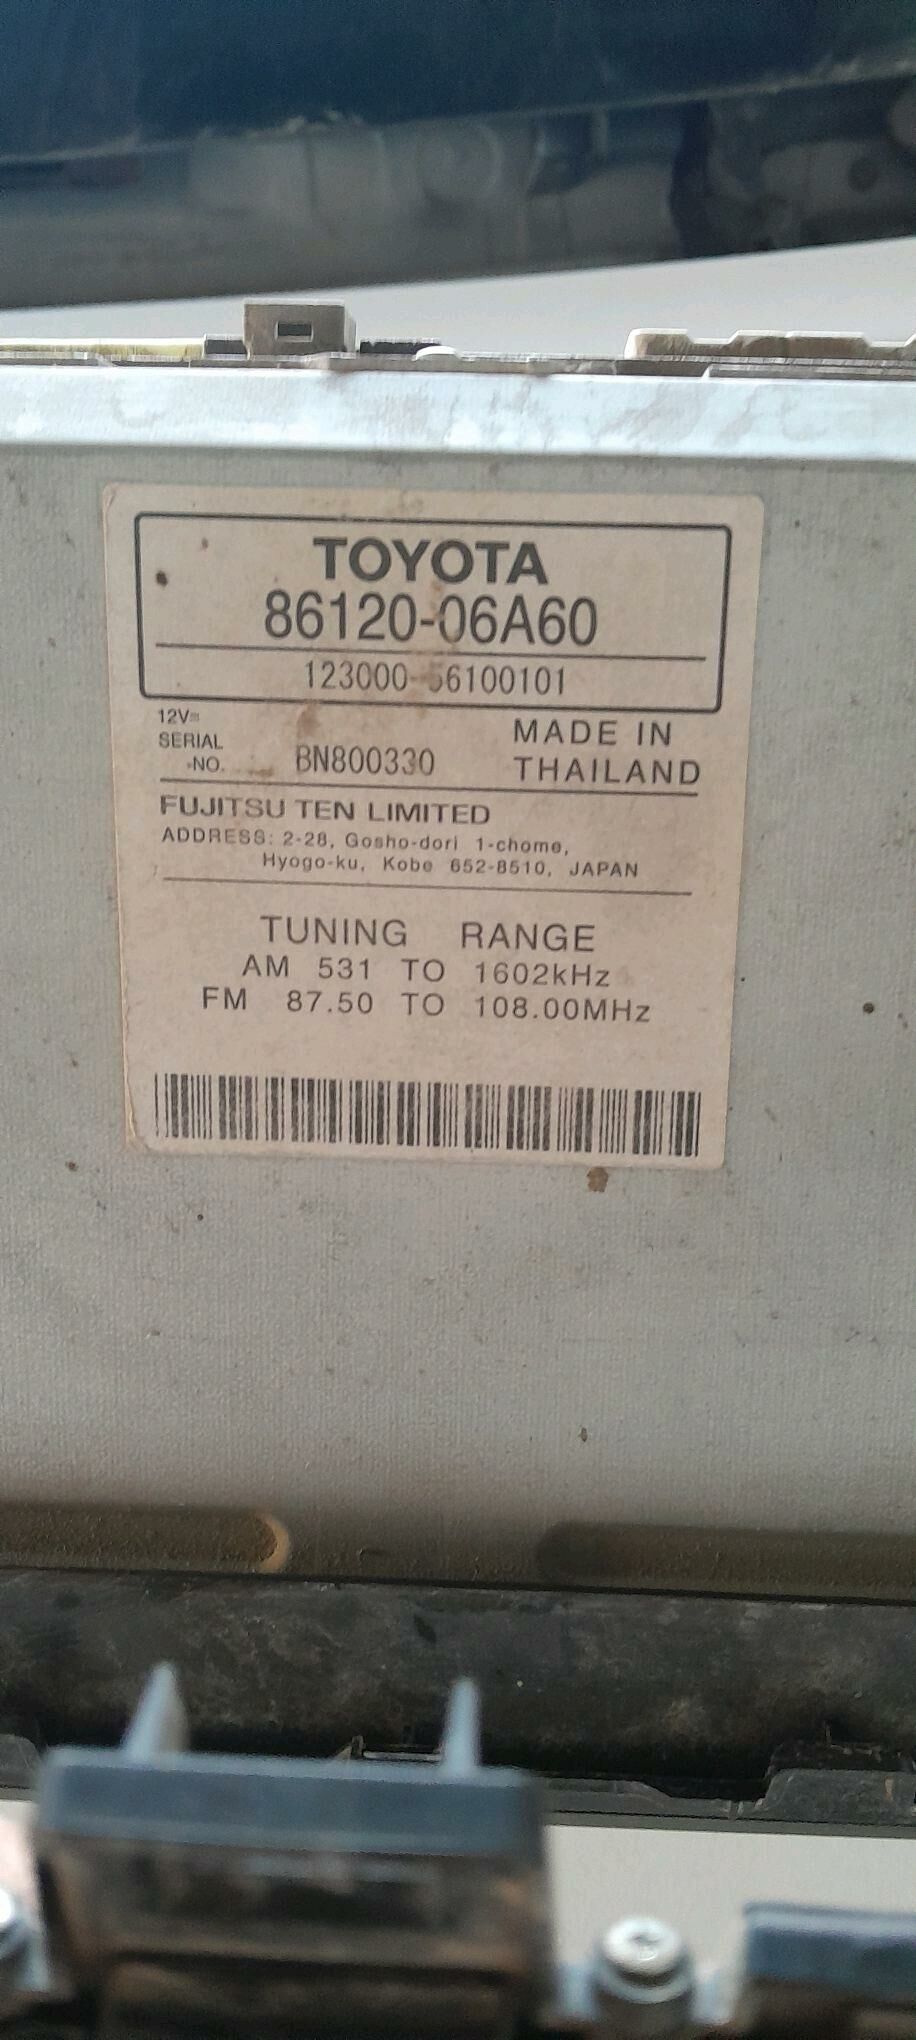 TOYOTA
86120-06A60
123000-56100101
12V⎓
SERIAL
NO. BN800330
MADE IN
THAILAND
FUJITSU TEN LIMITED
ADDRESS: 2-28, Gosho-dori 1-chome,
Hyogo-ku, Kobe 652-8510, JAPAN
TUNING RANGE
AM 531 TO 1602kHz
FM 87.50 TO 108.00MHz